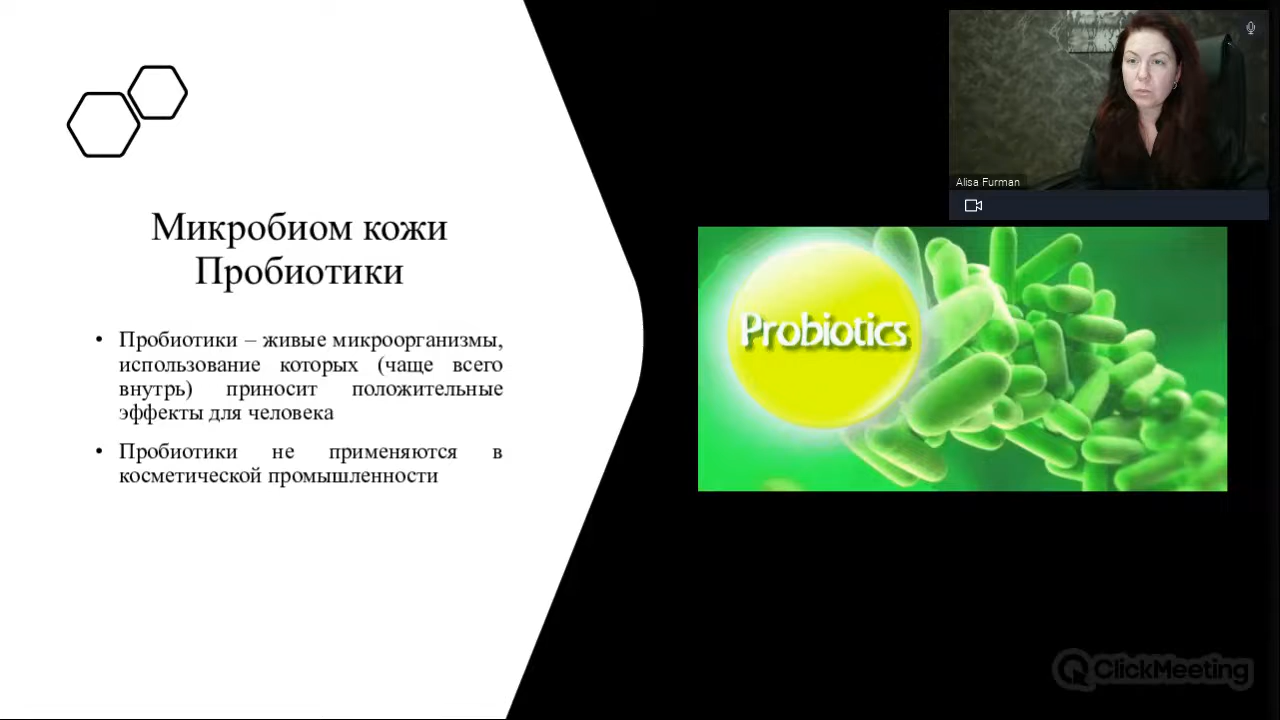 Alisa Furman
Микробиом кожи
Пробиотики
• Пробиотики – живые микроорганизмы,
использование которых (чаще всего
внутрь) приносит положительные
эффекты для человека
• Пробиотики не применяются в
косметической промышленности
Probiotics
ClickMeeting